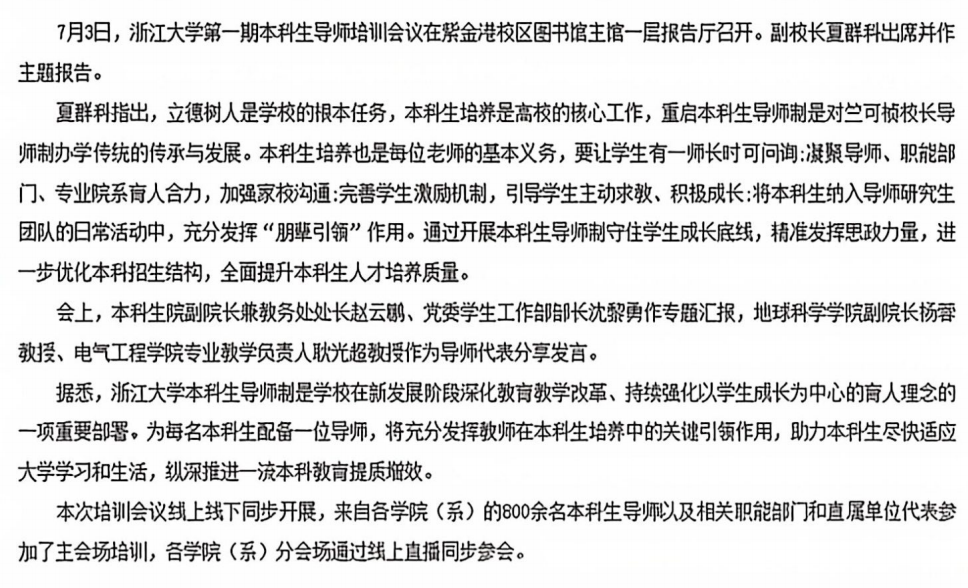 7月3日，浙江大学第一期本科生导师培训会议在紫金港校区图书馆主馆一层报告厅召开。副校长夏群科出席并作
主题报告。
夏群科指出，立德树人是学校的根本任务，本科生培养是高校的核心工作，重启本科生导师制是对竺可桢校长导
师制办学传统的传承与发展。本科生培养也是每位老师的基本义务，要让学生有一师长时可问询:凝聚导师、职能部
门、专业院系育人合力，加强家校沟通:完善学生激励机制，引导学生主动求教、积极成长:将本科生纳入导师研究生
团队的日常活动中，充分发挥“朋辈引领”作用。通过开展本科生导师制守住学生成长底线，精准发挥思政力量，进
一步优化本科招生结构，全面提升本科生人才培养质量。
会上，本科生院副院长兼教务处处长赵云鹏、党委学生工作部部长沈黎勇作专题汇报，地球科学学院副院长杨蓉
教授、电气工程学院专业教学负责人耿光超教授作为导师代表分享发言。
据悉，浙江大学本科生导师制是学校在新发展阶段深化教育教学改革、持续强化以学生成长为中心的育人理念的
一项重要部署。为每名本科生配备一位导师，将充分发挥教师在本科生培养中的关键引领作用，助力本科生尽快适应
大学学习和生活，纵深推进一流本科教育提质增效。
本次培训会议线上线下同步开展，来自各学院（系）的800余名本科生导师以及相关职能部门和直属单位代表参
加了主会场培训，各学院（系）分会场通过线上直播同步参会。